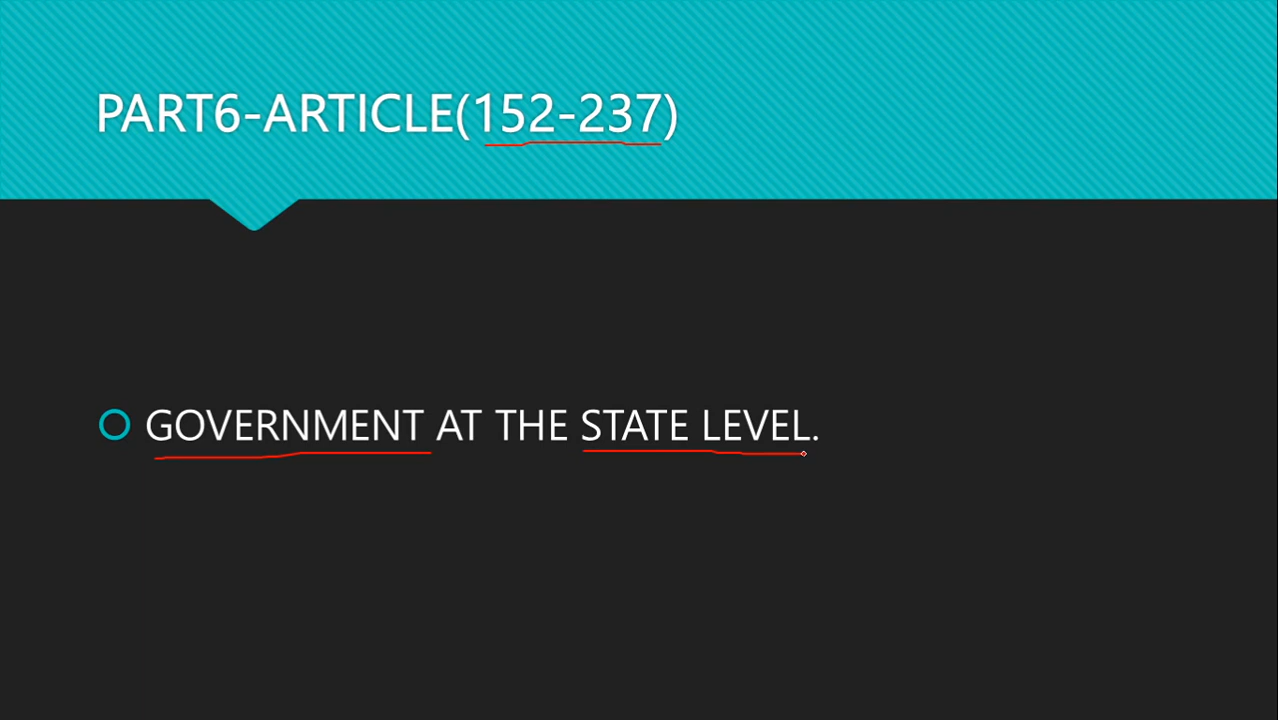 PART6-ARTICLE(152-237)
GOVERNMENT AT THE STATE LEVEL.